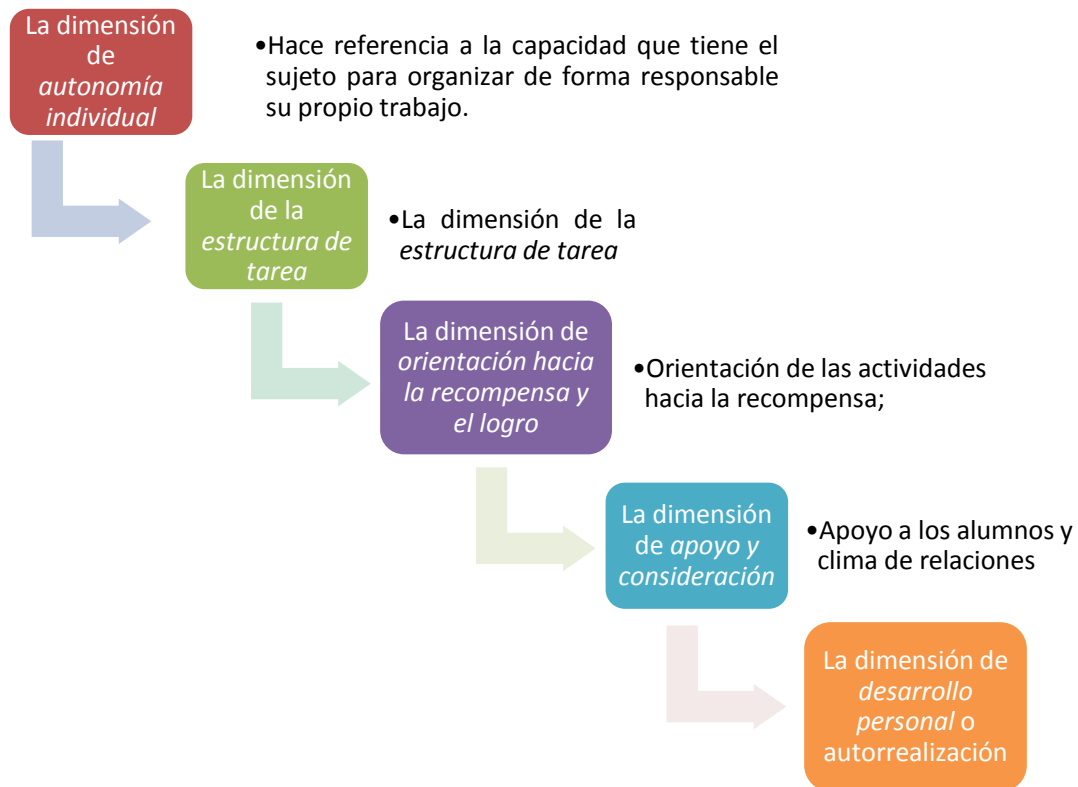 La dimensión
de
autonomía
individual
•Hace referencia a la capacidad que tiene el
sujeto para organizar de forma responsable
su propio trabajo.
La dimensión
de la
estructura de
tarea
•La dimensión de la
estructura de tarea
La dimensión de
orientación hacia
la recompensa y
el logro
•Orientación de las actividades
hacia la recompensa;
La dimensión
de apoyo y
consideración
•Apoyo a los alumnos y
clima de relaciones
La dimensión de
desarrollo
personal o
autorrealización